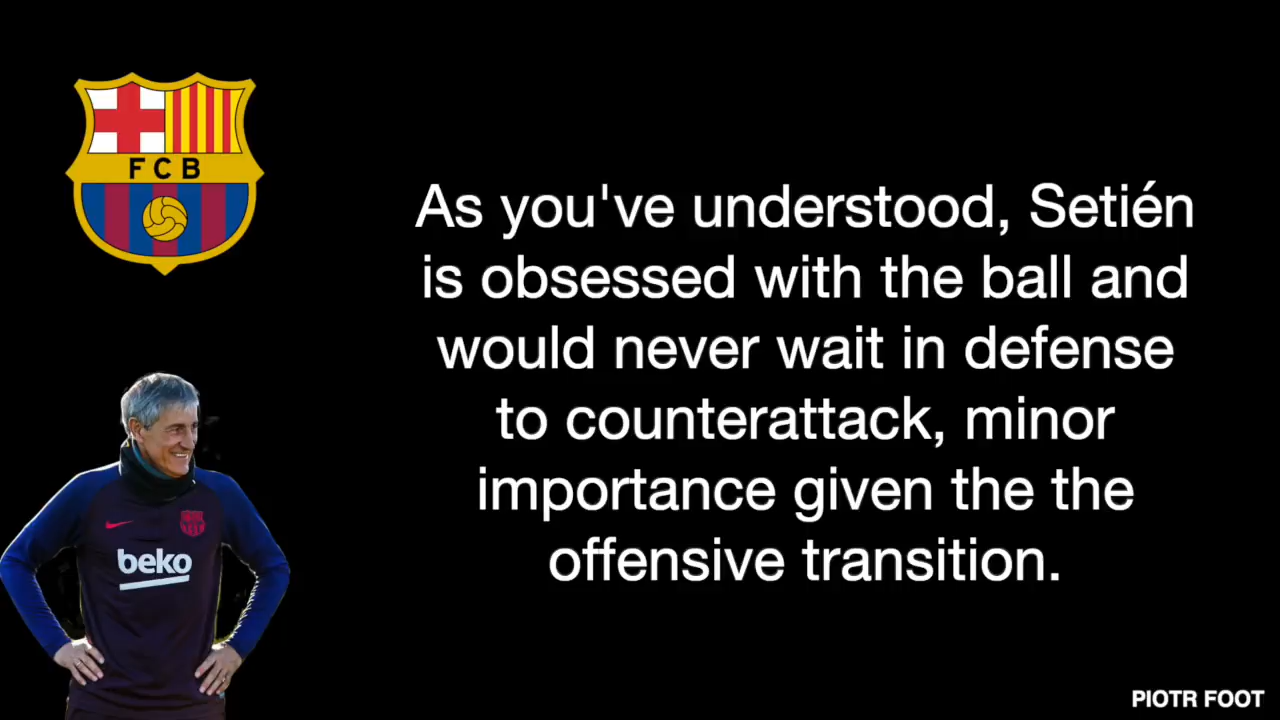 FCB
As you've understood, Setién
is obsessed with the ball and
would never wait in defense
to counterattack, minor
importance given the the
offensive transition.
beko
PIOTR FOOT